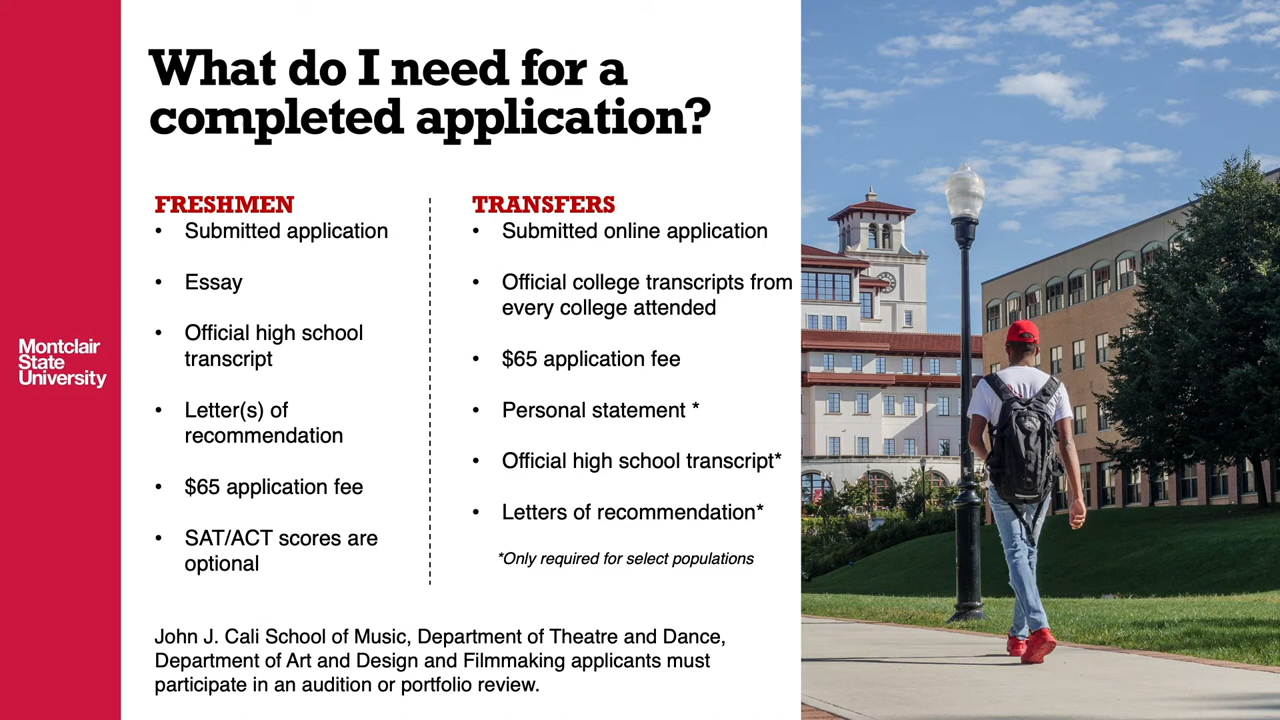 What do I need for a
completed application?
FRESHMEN
• Submitted application
• Essay
• Official high school
transcript
• Letter(s) of
recommendation
• $65 application fee
• SAT/ACT scores are
optional
TRANSFERS
• Submitted online application
• Official college transcripts from
every college attended
• $65 application fee
• Personal statement *
• Official high school transcript*
• Letters of recommendation*
*Only required for select populations
John J. Cali School of Music, Department of Theatre and Dance,
Department of Art and Design and Filmmaking applicants must
participate in an audition or portfolio review.
Montclair
State
University